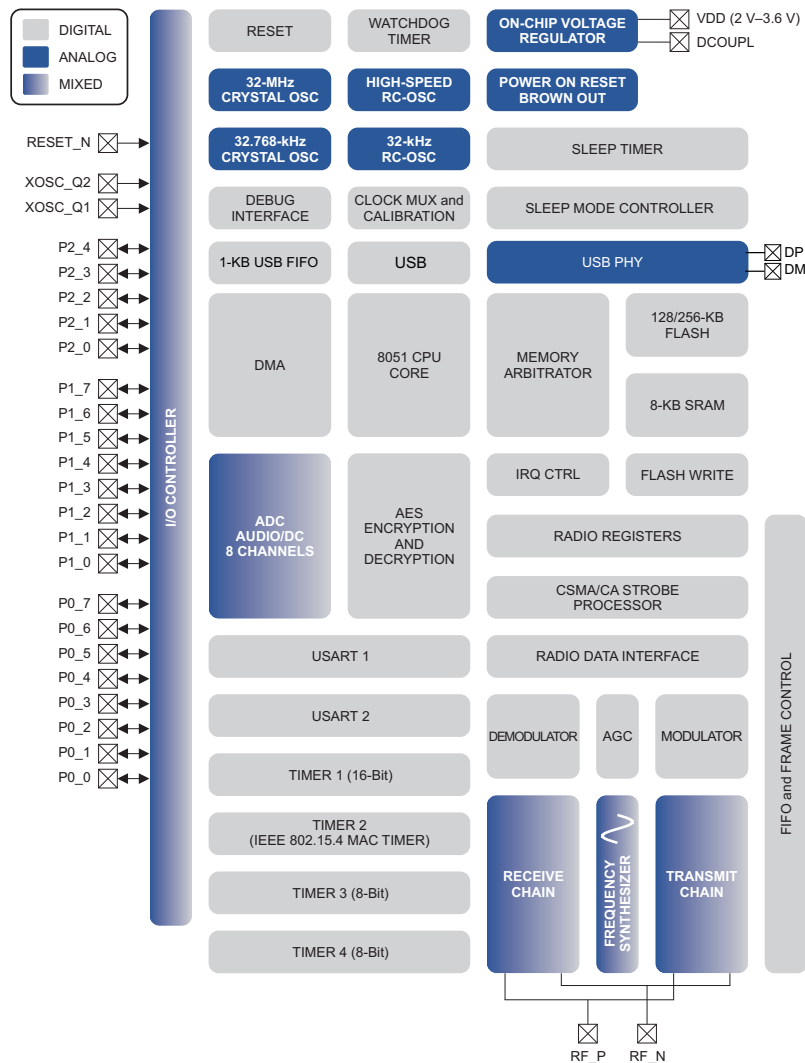 DIGITAL
ANALOG
MIXED
RESET
WATCHDOG
TIMER
ON-CHIP VOLTAGE
REGULATOR
VDD (2 V–3.6 V)
DCOUPL
32-MHz
CRYSTAL OSC
HIGH-SPEED
RC-OSC
POWER ON RESET
BROWN OUT
RESET_N
32.768-kHz
CRYSTAL OSC
32-kHz
RC-OSC
SLEEP TIMER
XOSC_Q2
XOSC_Q1
DEBUG
INTERFACE
CLOCK MUX and
CALIBRATION
SLEEP MODE CONTROLLER
P2_4
P2_3
P2_2
P2_1
P2_0
1-KB USB FIFO
USB
USB PHY
DP
DM
DMA
8051 CPU
CORE
MEMORY
ARBITRATOR
128/256-KB
FLASH
8-KB SRAM
P1_7
P1_6
P1_5
P1_4
P1_3
P1_2
P1_1
P1_0
I/O CONTROLLER
ADC
AUDIO/DC
8 CHANNELS
AES
ENCRYPTION
AND
DECRYPTION
IRQ CTRL
FLASH WRITE
RADIO REGISTERS
CSMA/CA STROBE
PROCESSOR
P0_7
P0_6
P0_5
P0_4
P0_3
P0_2
P0_1
P0_0
USART 1
RADIO DATA INTERFACE
USART 2
DEMODULATOR
AGC
MODULATOR
FIFO and FRAME CONTROL
TIMER 1 (16-Bit)
TIMER 2
(IEEE 802.15.4 MAC TIMER)
TIMER 3 (8-Bit)
TIMER 4 (8-Bit)
RECEIVE
CHAIN
FREQUENCY
SYNTHESIZER
TRANSMIT
CHAIN
RF_P
RF_N